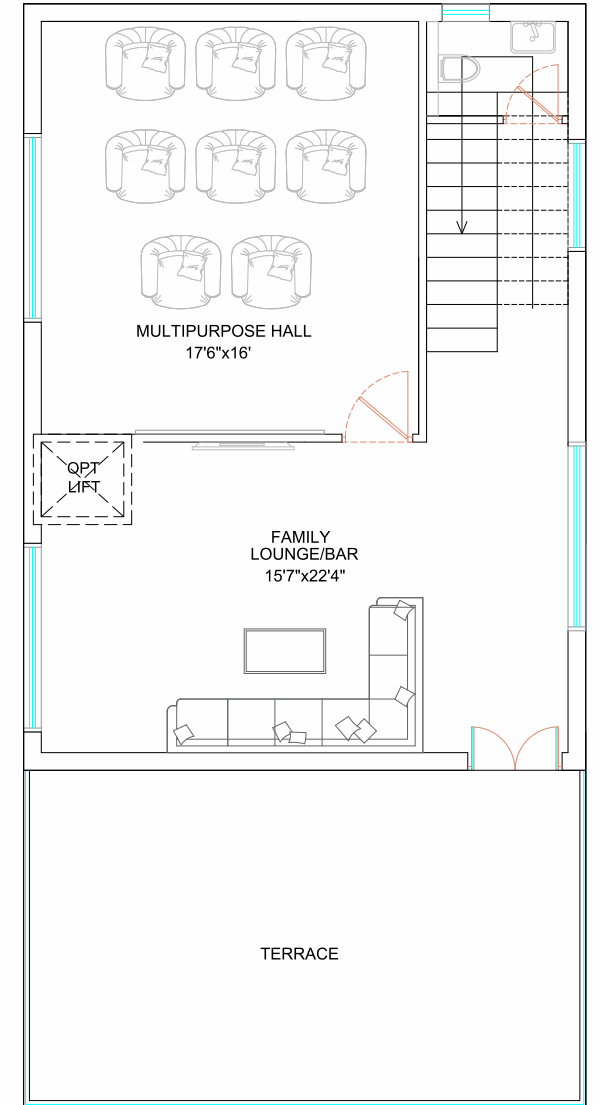 MULTIPURPOSE HALL
17'6"x16'
OPT
LIFT
FAMILY
LOUNGE/BAR
15'7"x22'4"
TERRACE